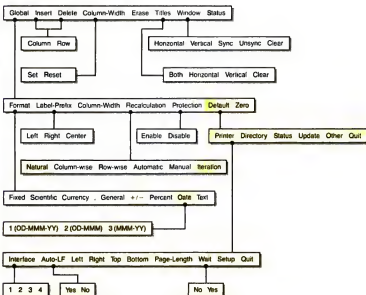 Global Insert Delete Column-Width Erase Titles Window Status
Column Row
Horizontal Vertical Sync Unsync Clear
Set Reset
Both Horizontal Vertical Clear
Format Label-Prefix Column-Width Recalculation Protection Default Zero
Left Right Center
Enable Disable
Printer Directory Status Update Other Quit
Natural Column-wise Row-wise Automatic Manual Iteration
Fixed Scientific Currency , General +/− Percent Date Text
1 (DD-MMM-YY) 2 (DD-MMM) 3 (MMM-YY)
Interface Auto-LF Left Right Top Bottom Page-Length Wait Setup Quit
1 2 3 4
Yes No
No Yes